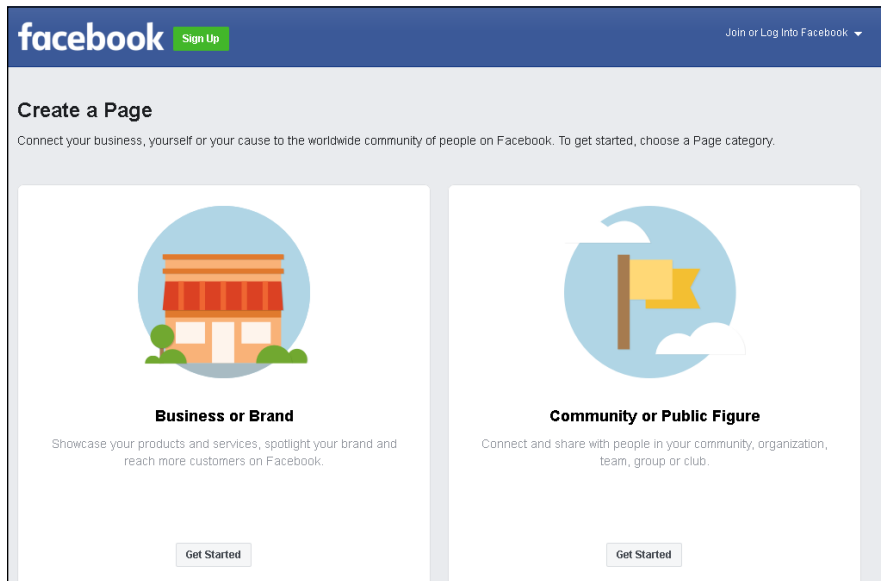 facebook Sign Up Join or Log Into Facebook
Create a Page
Connect your business, yourself or your cause to the worldwide community of people on Facebook. To get started, choose a Page category.
Business or Brand
Showcase your products and services, spotlight your brand and
reach more customers on Facebook.
Get Started
Community or Public Figure
Connect and share with people in your community, organization,
team, group or club.
Get Started